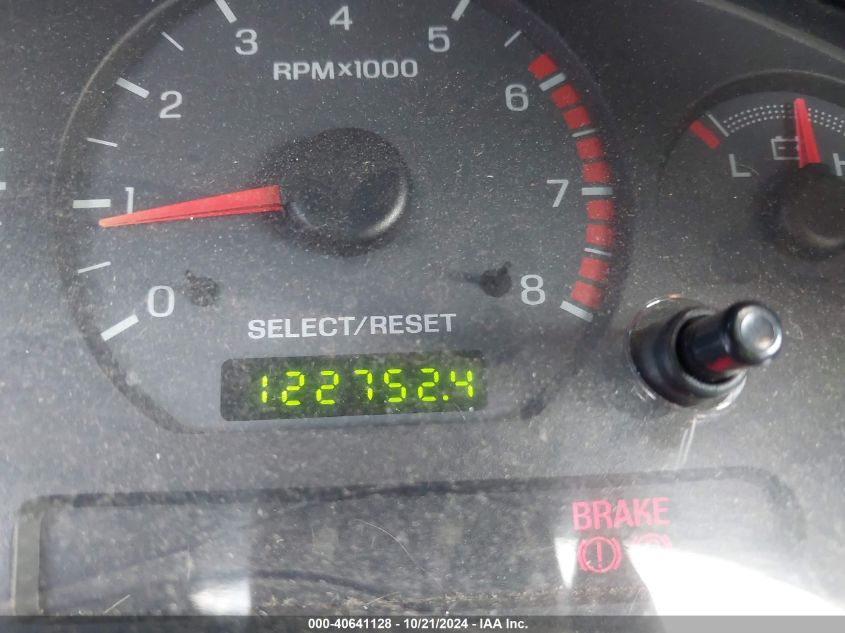 3 4 5
RPM×1000
2 6
1 7
0 8
L H
SELECT/RESET
122752.4
BRAKE
(!)
000-40641128 - 10/21/2024 - IAA Inc.